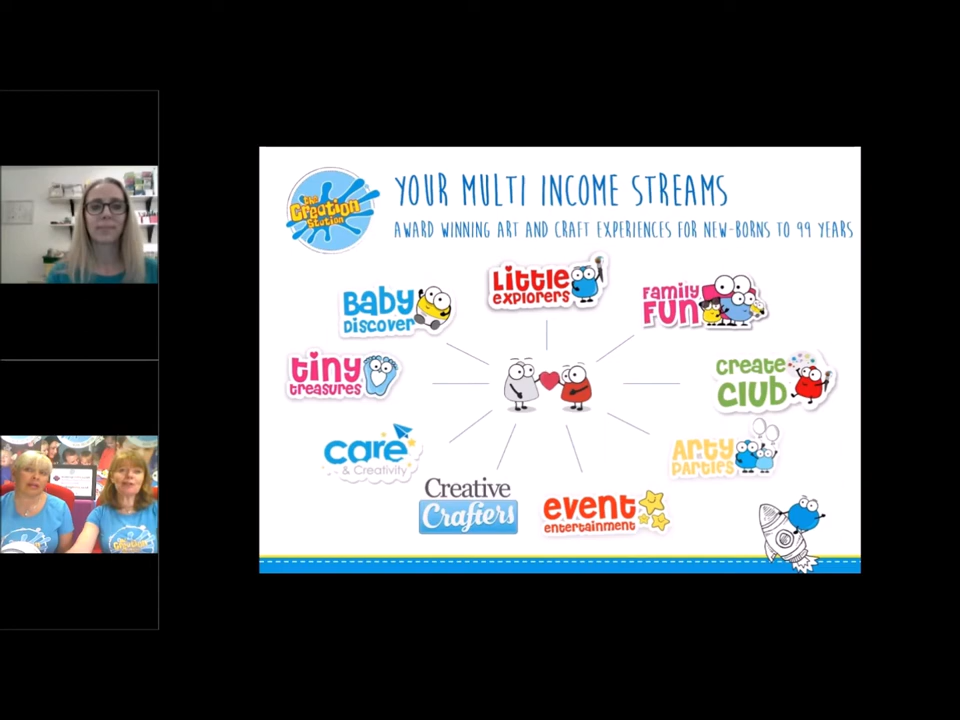 The
Creation
Station
YOUR MULTI INCOME STREAMS
AWARD WINNING ART AND CRAFT EXPERIENCES FOR NEW-BORNS TO 99 YEARS
Little
explorers
Baby
Discover
Family
Fun
tiny
treasures
Create
Club
care
& Creativity
Arty
Parties
Creative
Crafiers
event
entertainment